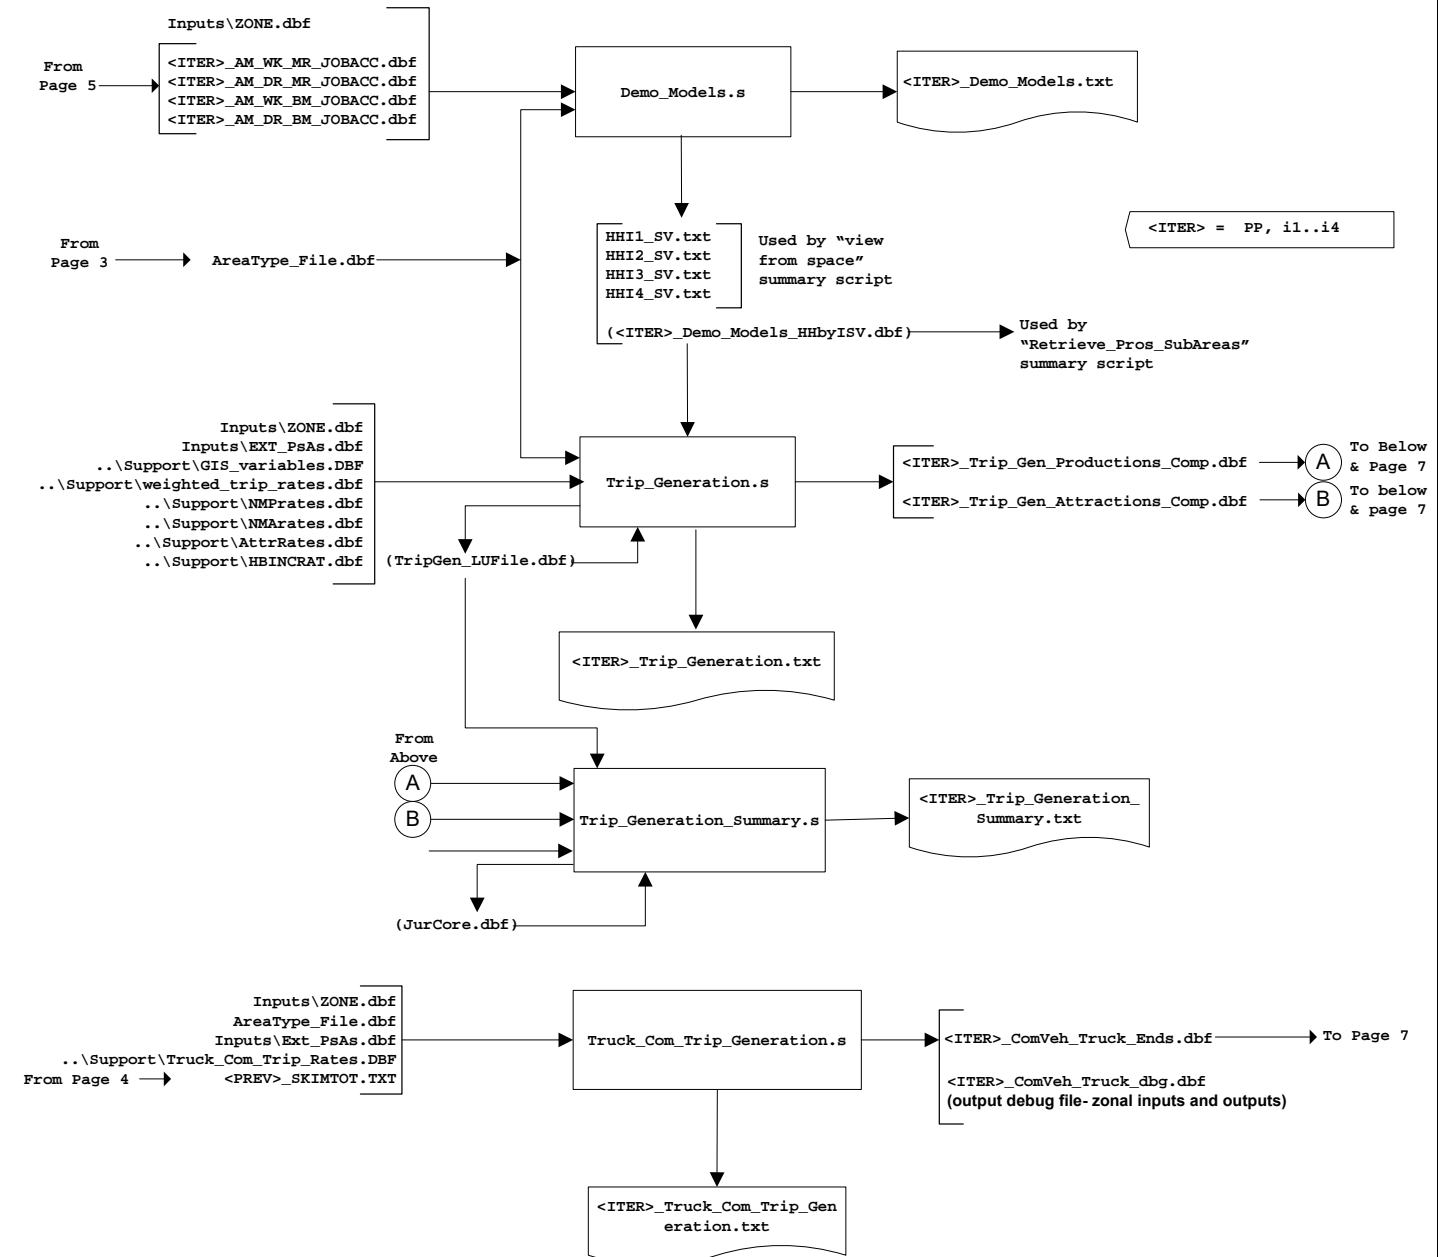 Inputs\ZONE.dbf
From
Page 5
<ITER>_AM_WK_MR_JOBACC.dbf
<ITER>_AM_DR_MR_JOBACC.dbf
<ITER>_AM_WK_BM_JOBACC.dbf
<ITER>_AM_DR_BM_JOBACC.dbf
Demo_Models.s
<ITER>_Demo_Models.txt
<ITER> = PP, i1..i4
From
Page 3
AreaType_File.dbf
HHI1_SV.txt
HHI2_SV.txt
HHI3_SV.txt
HHI4_SV.txt
Used by “view
from space”
summary script
(<ITER>_Demo_Models_HHbyISV.dbf)
Used by
“Retrieve_Pros_SubAreas”
summary script
Inputs\ZONE.dbf
Inputs\EXT_PsAs.dbf
..\Support\GIS_variables.DBF
..\Support\weighted_trip_rates.dbf
..\Support\NMPrates.dbf
..\Support\NMArates.dbf
..\Support\AttrRates.dbf
..\Support\HBINCRAT.dbf
Trip_Generation.s
<ITER>_Trip_Gen_Productions_Comp.dbf
A
To Below
& Page 7
<ITER>_Trip_Gen_Attractions_Comp.dbf
B
To below
& page 7
(TripGen_LUFile.dbf)
<ITER>_Trip_Generation.txt
From
Above
A
B
Trip_Generation_Summary.s
<ITER>_Trip_Generation_
Summary.txt
(JurCore.dbf)
Inputs\ZONE.dbf
AreaType_File.dbf
Inputs\Ext_PsAs.dbf
..\Support\Truck_Com_Trip_Rates.DBF
From Page 4
<PREV>_SKIMTOT.TXT
Truck_Com_Trip_Generation.s
<ITER>_ComVeh_Truck_Ends.dbf
To Page 7
<ITER>_ComVeh_Truck_dbg.dbf
(output debug file- zonal inputs and outputs)
<ITER>_Truck_Com_Trip_Gen
eration.txt